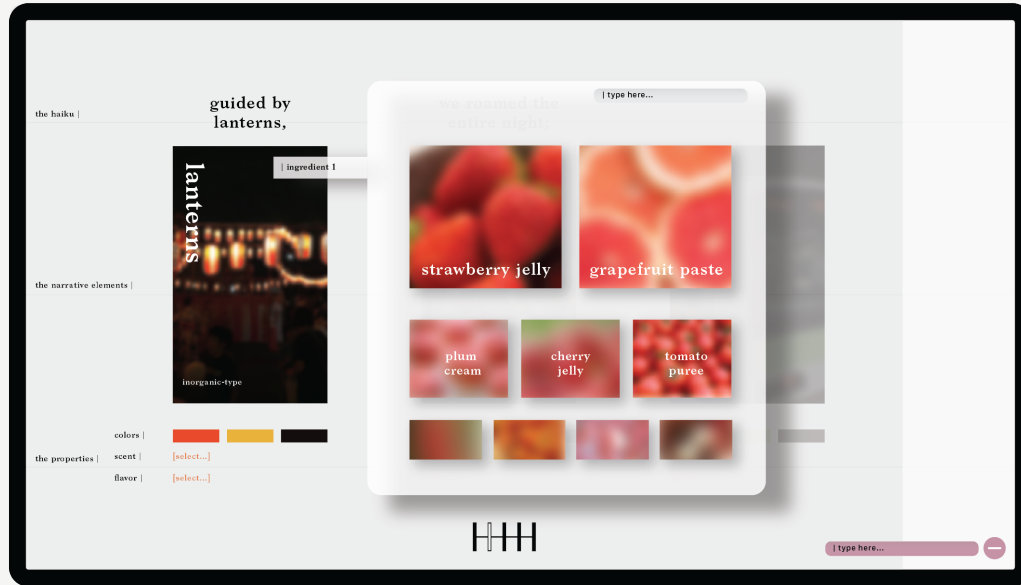 the haiku |
guided by
lanterns,
we roamed the
entire night;
| type here...
lanterns
| ingredient 1
strawberry jelly
grapefruit paste
the narrative elements |
plum
cream
cherry
jelly
tomato
puree
inorganic-type
colors |
the properties |
scent |
[select...]
flavor |
[select...]
| type here...